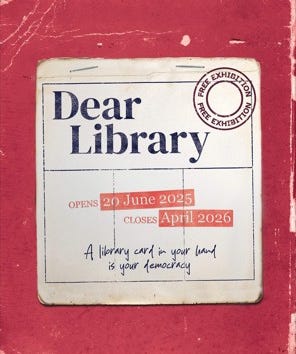 Dear
Library
FREE EXHIBITION
FREE EXHIBITION
OPENS 20 June 2025
CLOSES April 2026
A library card in your hand
is your democracy